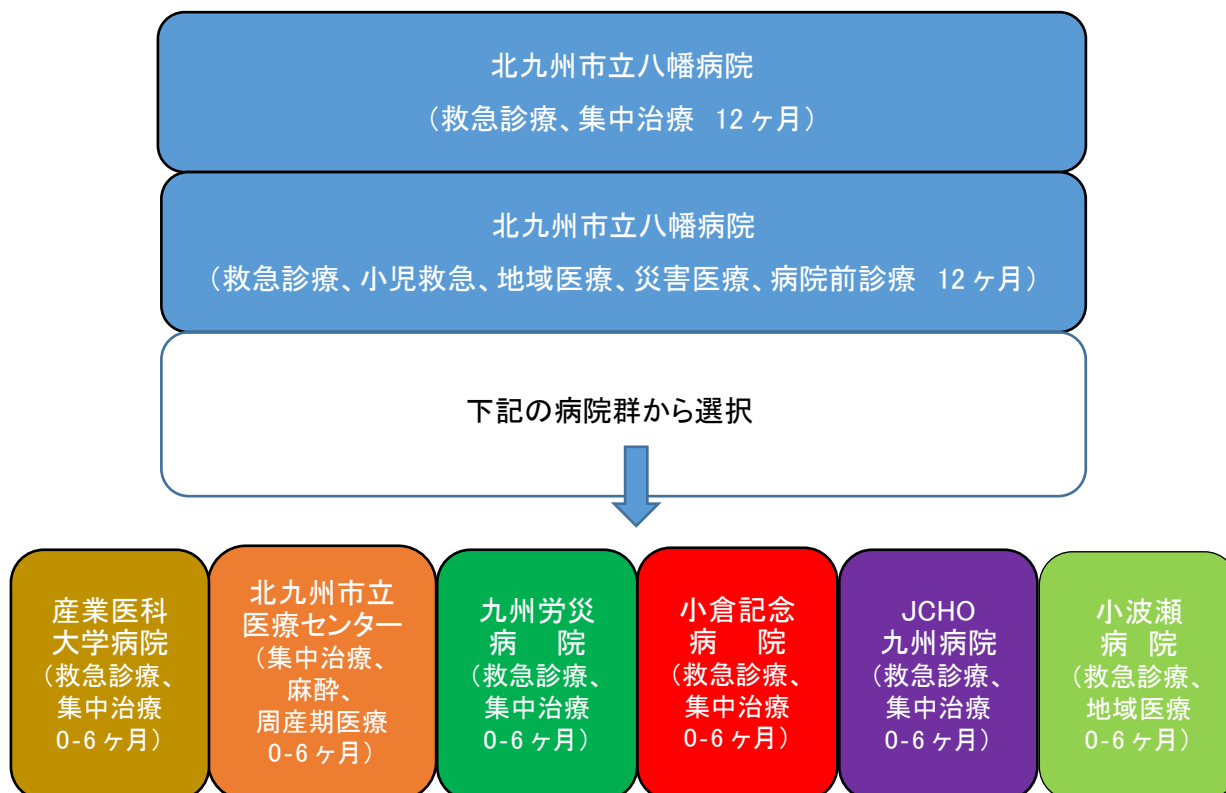 北九州市立八幡病院
（救急診療、集中治療 12ヶ月）
北九州市立八幡病院
（救急診療、小児救急、地域医療、災害医療、病院前診療 12ヶ月）
下記の病院群から選択
産業医科
大学病院
（救急診療、
集中治療
0-6ヶ月）
北九州市立
医療センター
（集中治療、
麻酔、
周産期医療
0-6ヶ月）
九州労災
病 院
（救急診療、
集中治療
0-6ヶ月）
小倉記念
病 院
（救急診療、
集中治療
0-6ヶ月）
JCHO
九州病院
（救急診療、
集中治療
0-6ヶ月）
小波瀬
病 院
（救急診療、
地域医療
0-6ヶ月）